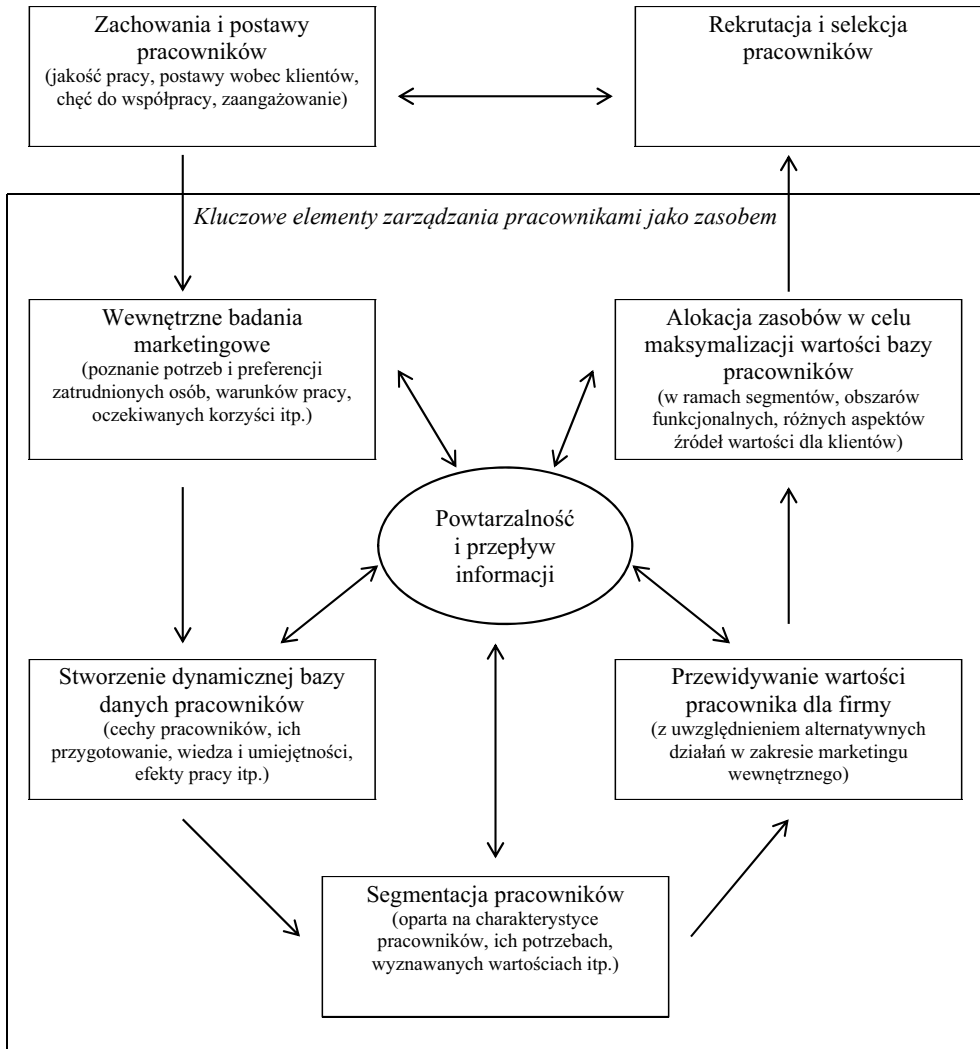 Zachowania i postawy
pracowników
(jakość pracy, postawy wobec klientów,
chęć do współpracy, zaangażowanie)
Rekrutacja i selekcja
pracowników
Kluczowe elementy zarządzania pracownikami jako zasobem
Wewnętrzne badania
marketingowe
(poznanie potrzeb i preferencji
zatrudnionych osób, warunków pracy,
oczekiwanych korzyści itp.)
Alokacja zasobów w celu
maksymalizacji wartości bazy
pracowników
(w ramach segmentów, obszarów
funkcjonalnych, różnych aspektów
źródeł wartości dla klientów)
Powtarzalność
i przepływ
informacji
Stworzenie dynamicznej bazy
danych pracowników
(cechy pracowników, ich
przygotowanie, wiedza i umiejętności,
efekty pracy itp.)
Przewidywanie wartości
pracownika dla firmy
(z uwzględnieniem alternatywnych
działań w zakresie marketingu
wewnętrznego)
Segmentacja pracowników
(oparta na charakterystyce
pracowników, ich potrzebach,
wyznawanych wartościach itp.)